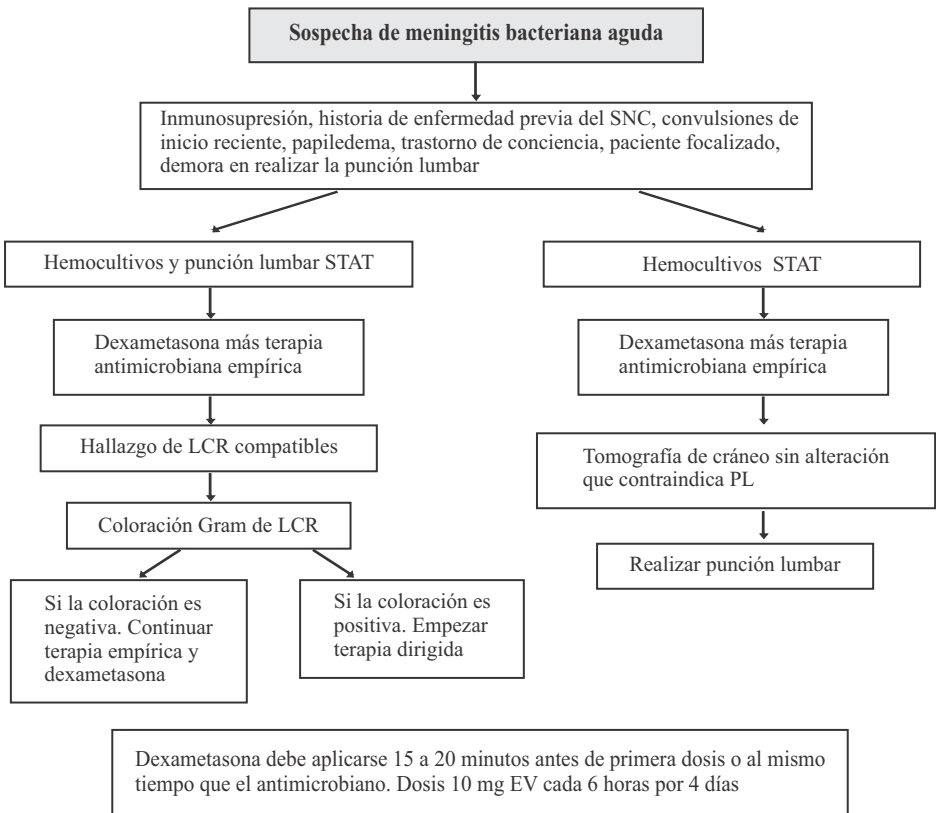 Sospecha de meningitis bacteriana aguda
Inmunosupresión, historia de enfermedad previa del SNC, convulsiones de
inicio reciente, papiledema, trastorno de conciencia, paciente focalizado,
demora en realizar la punción lumbar
Hemocultivos y punción lumbar STAT
Dexametasona más terapia
antimicrobiana empírica
Hallazgo de LCR compatibles
Coloración Gram de LCR
Si la coloración es
negativa. Continuar
terapia empírica y
dexametasona
Si la coloración es
positiva. Empezar
terapia dirigida
Hemocultivos STAT
Dexametasona más terapia
antimicrobiana empírica
Tomografía de cráneo sin alteración
que contraindica PL
Realizar punción lumbar
Dexametasona debe aplicarse 15 a 20 minutos antes de primera dosis o al mismo
tiempo que el antimicrobiano. Dosis 10 mg EV cada 6 horas por 4 días